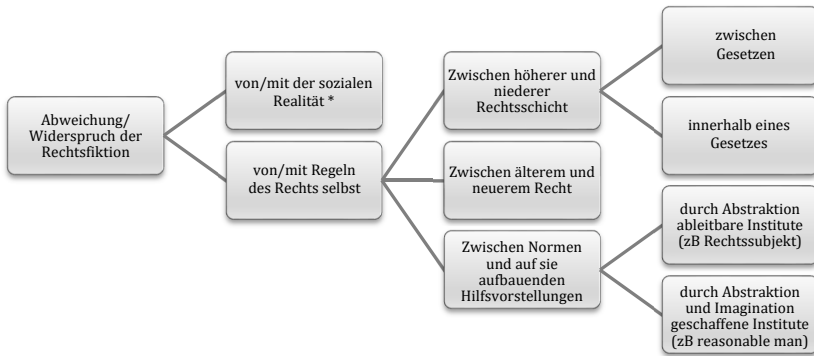 Abweichung/
Widerspruch der
Rechtsfiktion
von/mit der sozialen
Realität *
von/mit Regeln
des Rechts selbst
Zwischen höherer und
niederer
Rechtsschicht
Zwischen älterem und
neuerem Recht
Zwischen Normen
und auf sie
aufbauenden
Hilfsvorstellungen
zwischen
Gesetzen
innerhalb eines
Gesetzes
durch Abstraktion
ableitbare Institute
(zB Rechtssubjekt)
durch Abstraktion
und Imagination
geschaffene Institute
(zB reasonable man)